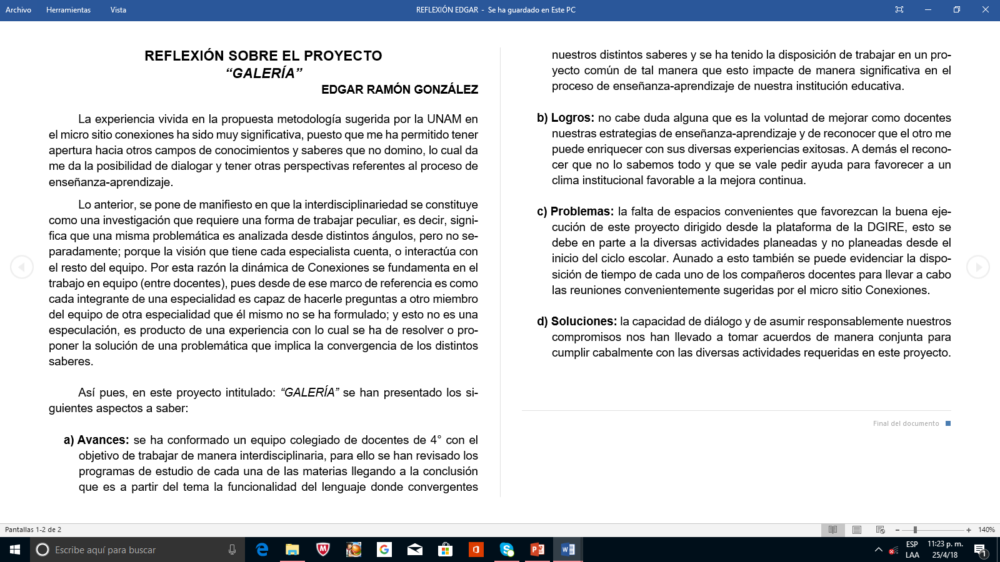 Archivo Herramientas Vista REFLEXIÓN EDGAR - Se ha guardado en Este PC
REFLEXIÓN SOBRE EL PROYECTO
“GALERÍA”
EDGAR RAMÓN GONZÁLEZ
La experiencia vivida en la propuesta metodología sugerida por la UNAM en
el micro sitio conexiones ha sido muy significativa, puesto que me ha permitido tener
apertura hacia otros campos de conocimientos y saberes que no domino, lo cual da
me da la posibilidad de dialogar y tener otras perspectivas referentes al proceso de
enseñanza-aprendizaje.
Lo anterior, se pone de manifiesto en que la interdisciplinariedad se constituye
como una investigación que requiere una forma de trabajar peculiar, es decir, signi-
fica que una misma problemática es analizada desde distintos ángulos, pero no se-
paradamente; porque la visión que tiene cada especialista cuenta, o interactúa con
el resto del equipo. Por esta razón la dinámica de Conexiones se fundamenta en el
trabajo en equipo (entre docentes), pues desde de ese marco de referencia es como
cada integrante de una especialidad es capaz de hacerle preguntas a otro miembro
del equipo de otra especialidad que él mismo no se ha formulado; y esto no es una
especulación, es producto de una experiencia con lo cual se ha de resolver o pro-
poner la solución de una problemática que implica la convergencia de los distintos
saberes.
Así pues, en este proyecto intitulado: “GALERÍA” se han presentado los si-
guientes aspectos a saber:
a) Avances: se ha conformado un equipo colegiado de docentes de 4° con el
objetivo de trabajar de manera interdisciplinaria, para ello se han revisado los
programas de estudio de cada una de las materias llegando a la conclusión
que es a partir del tema la funcionalidad del lenguaje donde convergentes
nuestros distintos saberes y se ha tenido la disposición de trabajar en un pro-
yecto común de tal manera que esto impacte de manera significativa en el
proceso de enseñanza-aprendizaje de nuestra institución educativa.
b) Logros: no cabe duda alguna que es la voluntad de mejorar como docentes
nuestras estrategias de enseñanza-aprendizaje y de reconocer que el otro me
puede enriquecer con sus diversas experiencias exitosas. A demás el recono-
cer que no lo sabemos todo y que se vale pedir ayuda para favorecer a un
clima institucional favorable a la mejora continua.
c) Problemas: la falta de espacios convenientes que favorezcan la buena eje-
cución de este proyecto dirigido desde la plataforma de la DGIRE, esto se
debe en parte a la diversas actividades planeadas y no planeadas desde el
inicio del ciclo escolar. Aunado a esto también se puede evidenciar la dispo-
sición de tiempo de cada uno de los compañeros docentes para llevar a cabo
las reuniones convenientemente sugeridas por el micro sitio Conexiones.
d) Soluciones: la capacidad de diálogo y de asumir responsablemente nuestros
compromisos nos han llevado a tomar acuerdos de manera conjunta para
cumplir cabalmente con las diversas actividades requeridas en este proyecto.
Final del documento
Pantallas 1-2 de 2 140%
Escribe aquí para buscar
ESP 11:23 p. m.
LAA 25/4/18 1